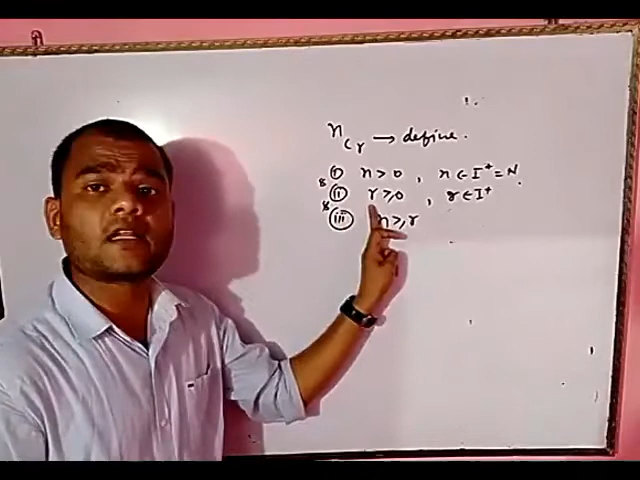 nCr → define.
(i) n > 0 , n ∈ I⁺ = N
& (ii) r ≥ 0 , r ∈ I⁺
& (iii) n ≥ r